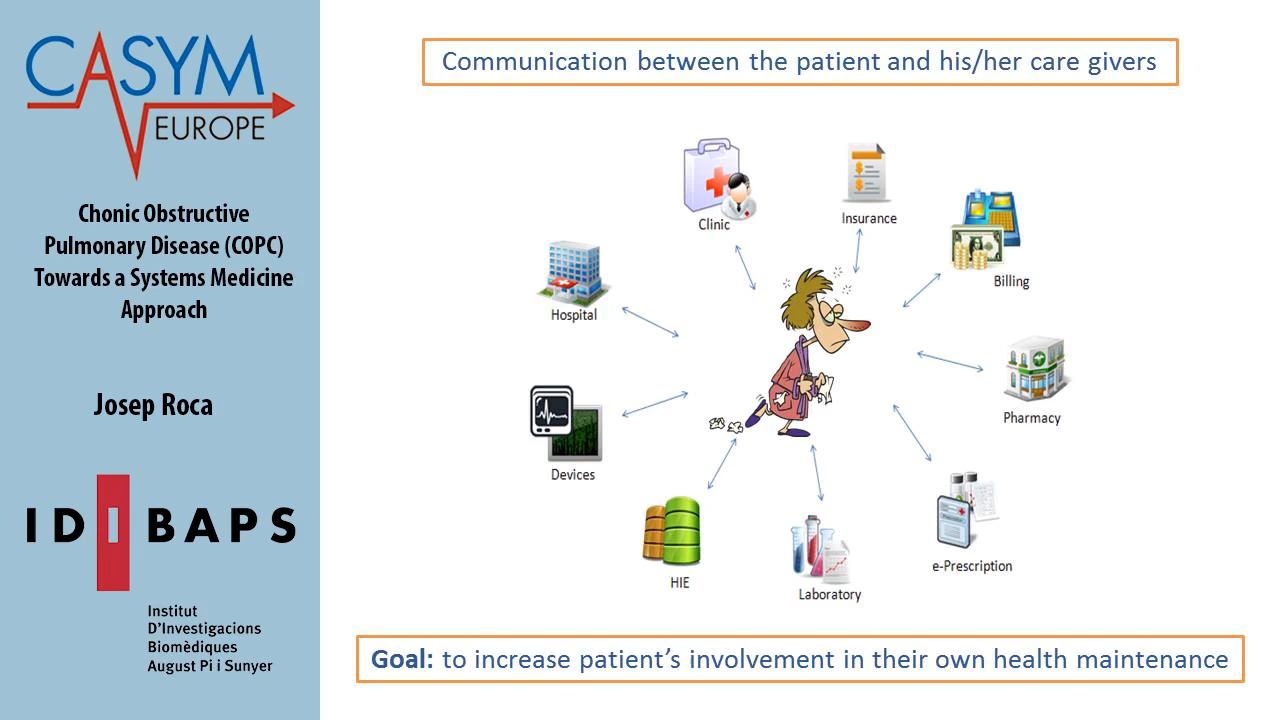 CASYM
EUROPE
Chonic Obstructive
Pulmonary Disease (COPC)
Towards a Systems Medicine
Approach
Josep Roca
IDIBAPS
Institut
D'Investigacions
Biomèdiques
August Pi i Sunyer
Communication between the patient and his/her care givers
Clinic
Insurance
Billing
Hospital
Pharmacy
Devices
e-Prescription
HIE
Laboratory
Goal: to increase patient's involvement in their own health maintenance